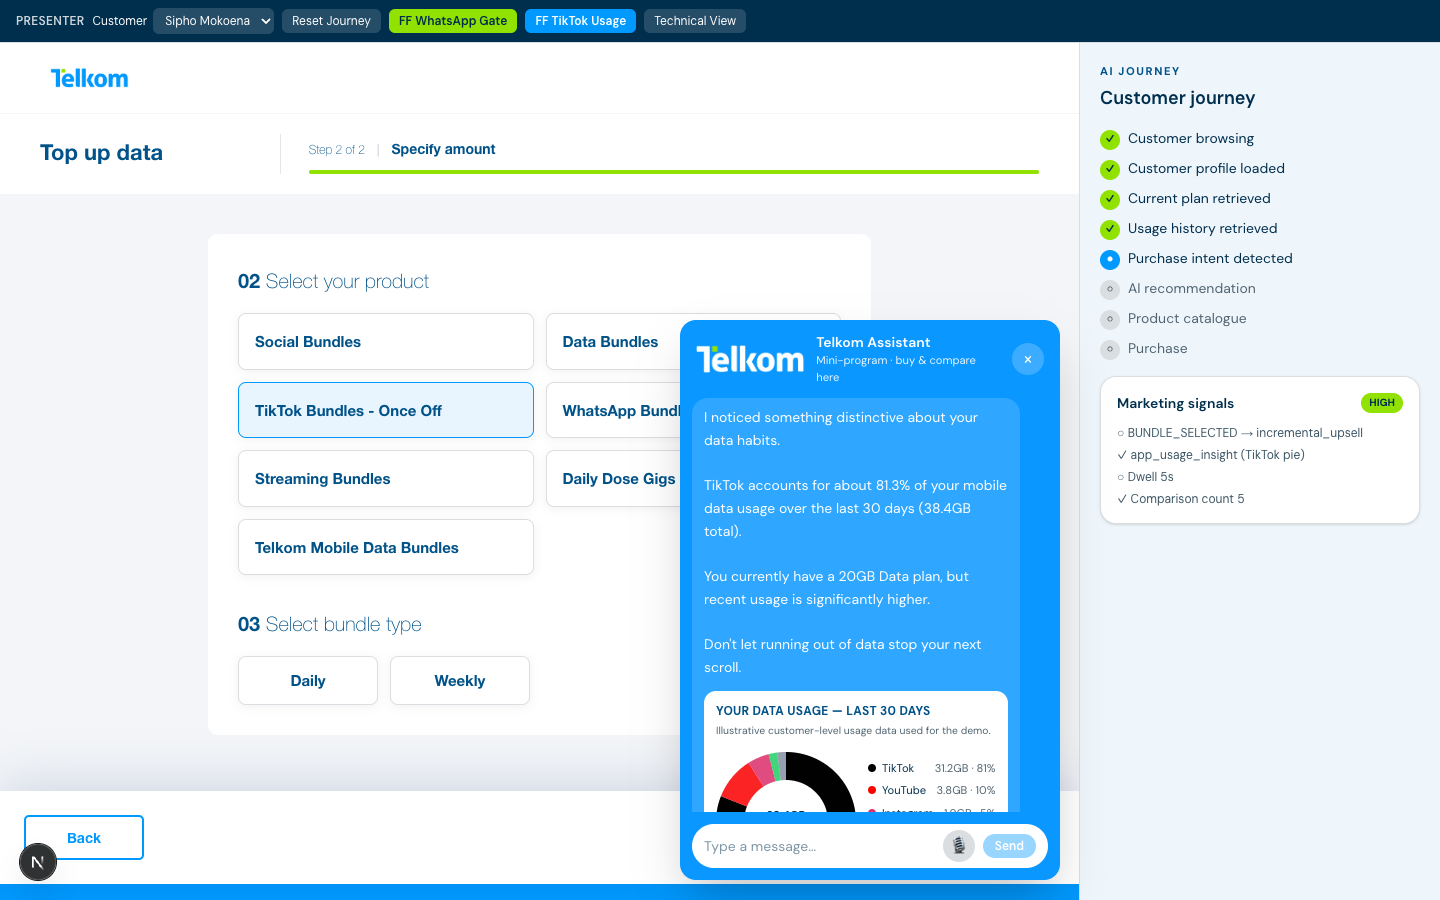 PRESENTER Customer Sipho Mokoena Reset Journey FF WhatsApp Gate FF TikTok Usage Technical View
Telkom
Top up data
Step 2 of 2 | Specify amount
02 Select your product
Social Bundles
Data Bundles
TikTok Bundles - Once Off
WhatsApp Bundl
Streaming Bundles
Daily Dose Gigs
Telkom Mobile Data Bundles
03 Select bundle type
Daily
Weekly
Back
N
Telkom
Telkom Assistant
Mini-program · buy & compare
here
×
I noticed something distinctive about your
data habits.
TikTok accounts for about 81.3% of your mobile
data usage over the last 30 days (38.4GB
total).
You currently have a 20GB Data plan, but
recent usage is significantly higher.
Don't let running out of data stop your next
scroll.
YOUR DATA USAGE — LAST 30 DAYS
Illustrative customer-level usage data used for the demo.
TikTok 31.2GB · 81%
YouTube 3.8GB · 10%
Type a message...
Send
AI JOURNEY
Customer journey
✓ Customer browsing
✓ Customer profile loaded
✓ Current plan retrieved
✓ Usage history retrieved
● Purchase intent detected
○ AI recommendation
○ Product catalogue
○ Purchase
Marketing signals HIGH
○ BUNDLE_SELECTED → incremental_upsell
✓ app_usage_insight (TikTok pie)
○ Dwell 5s
✓ Comparison count 5